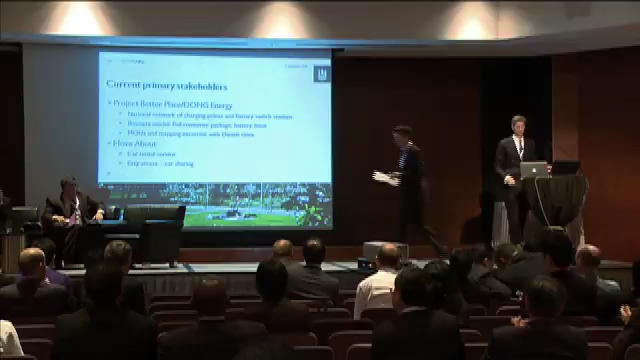 Current primary stakeholders
Project Better Place/DONG Energy
National network of charging points and battery switch stations
Business model: Full consumer package, battery lease
MOUs and mapping exercise with Danish cities
Move About
Car rental service
Easy access – car sharing